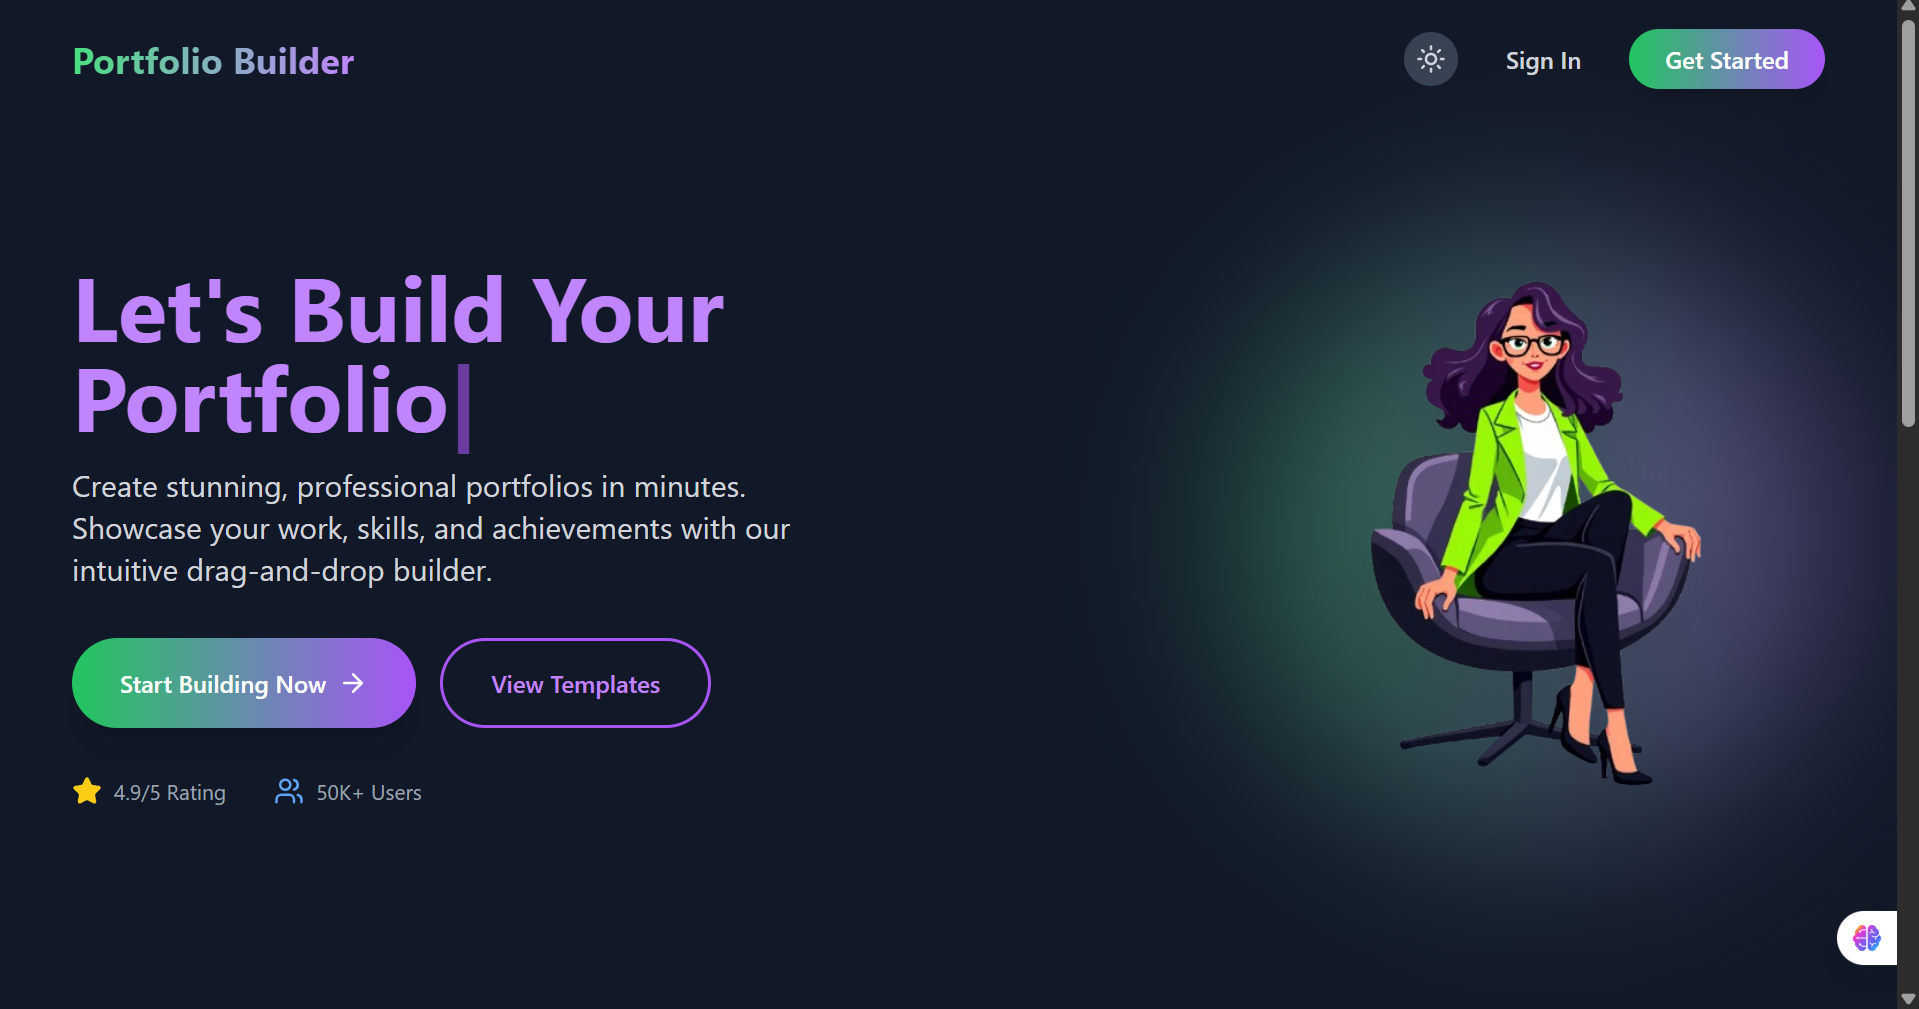 Portfolio Builder
Sign In
Get Started
Let's Build Your
Portfolio
Create stunning, professional portfolios in minutes.
Showcase your work, skills, and achievements with our
intuitive drag-and-drop builder.
Start Building Now →
View Templates
4.9/5 Rating
50K+ Users